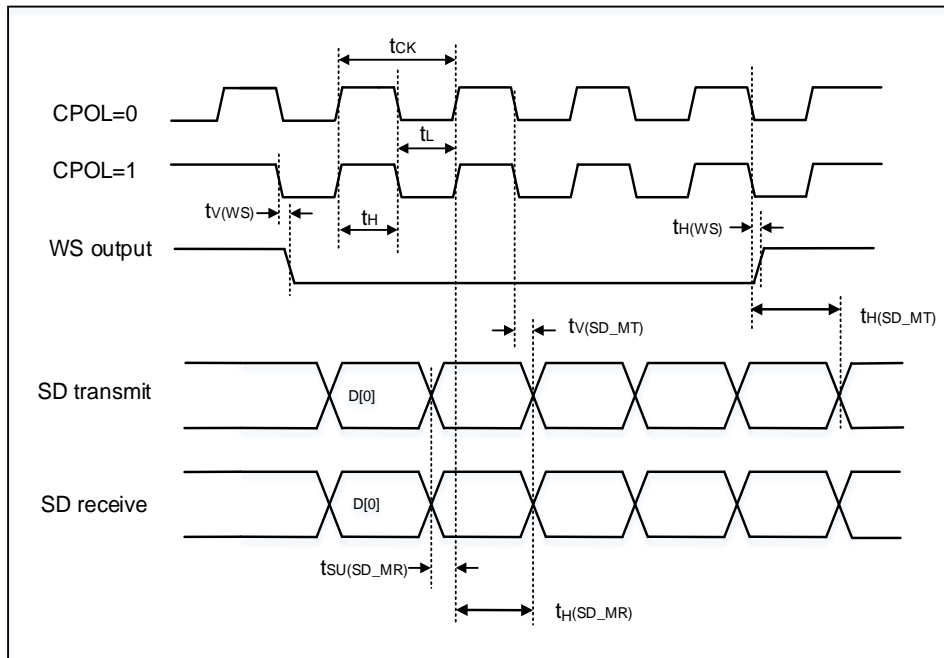 tCK
CPOL=0
tL
CPOL=1
tV(WS)
tH
tH(WS)
WS output
tV(SD_MT)
tH(SD_MT)
SD transmit
D[0]
SD receive
D[0]
tSU(SD_MR)
tH(SD_MR)